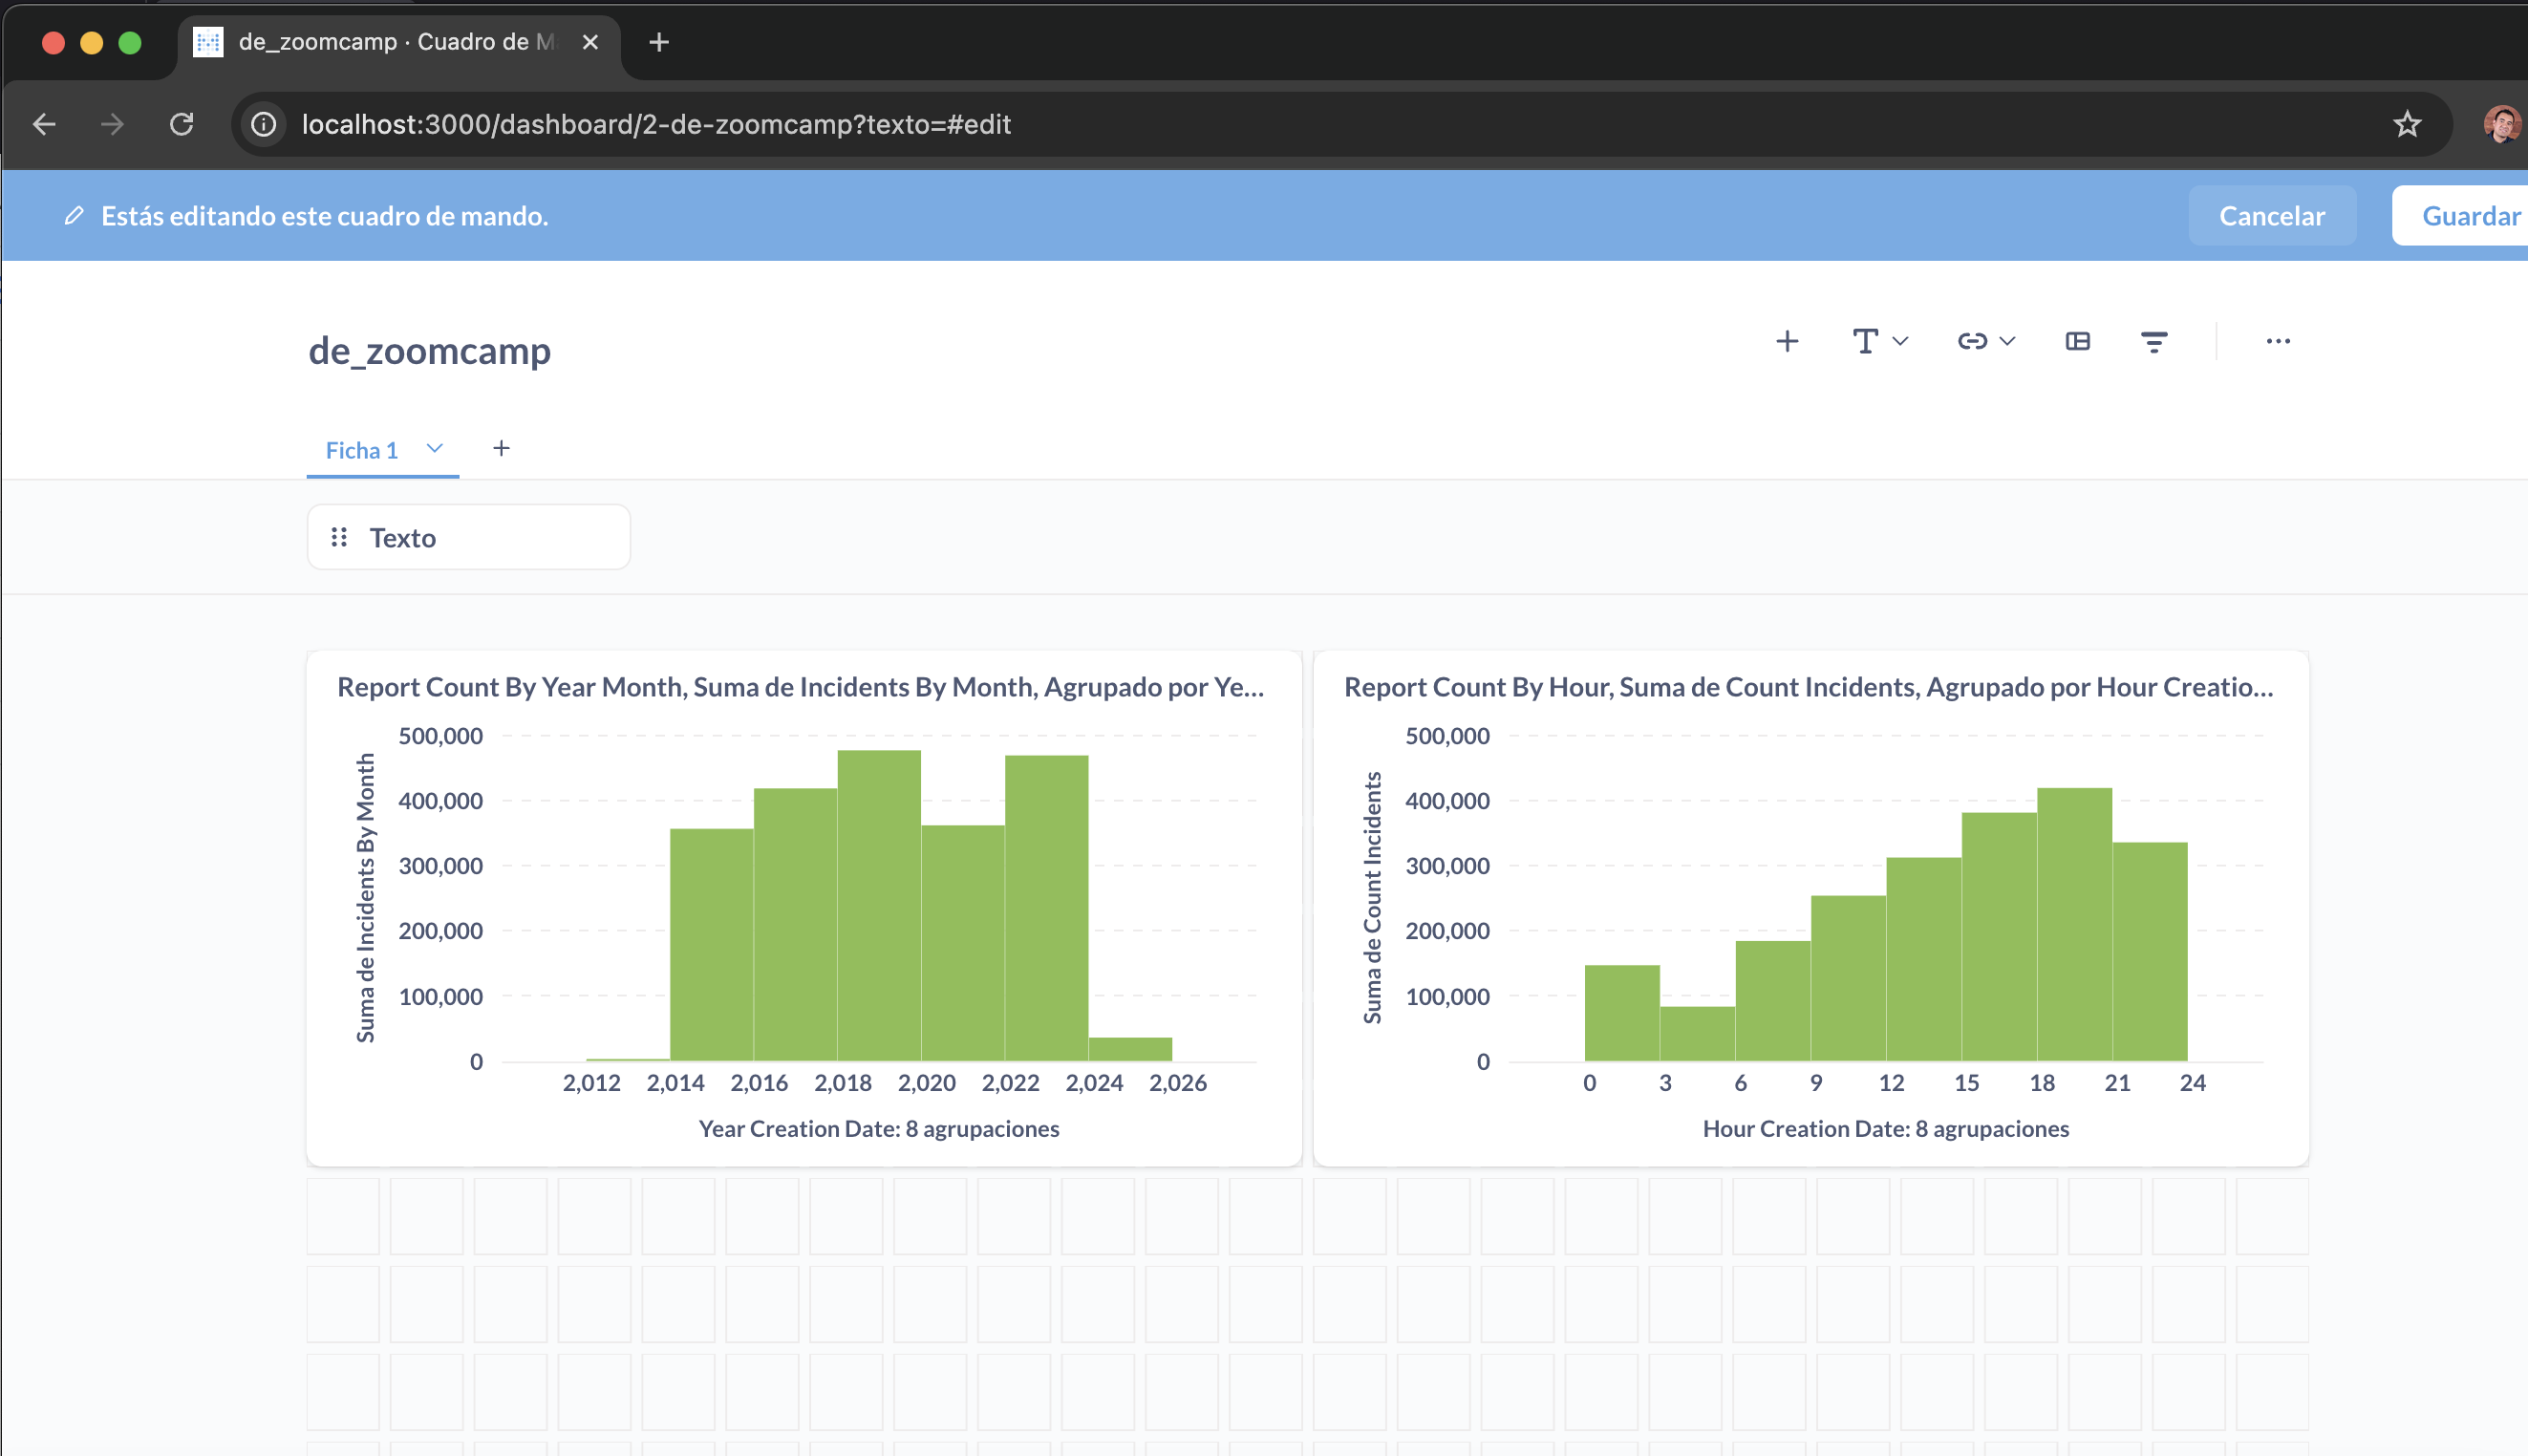 de_zoomcamp · Cuadro de M
localhost:3000/dashboard/2-de-zoomcamp?texto=#edit
Estás editando este cuadro de mando.
Cancelar
Guardar
de_zoomcamp
Ficha 1
Texto
Report Count By Year Month, Suma de Incidents By Month, Agrupado por Ye...
Suma de Incidents By Month
500,000
400,000
300,000
200,000
100,000
0
2,012 2,014 2,016 2,018 2,020 2,022 2,024 2,026
Year Creation Date: 8 agrupaciones
Report Count By Hour, Suma de Count Incidents, Agrupado por Hour Creatio...
Suma de Count Incidents
500,000
400,000
300,000
200,000
100,000
0
0 3 6 9 12 15 18 21 24
Hour Creation Date: 8 agrupaciones